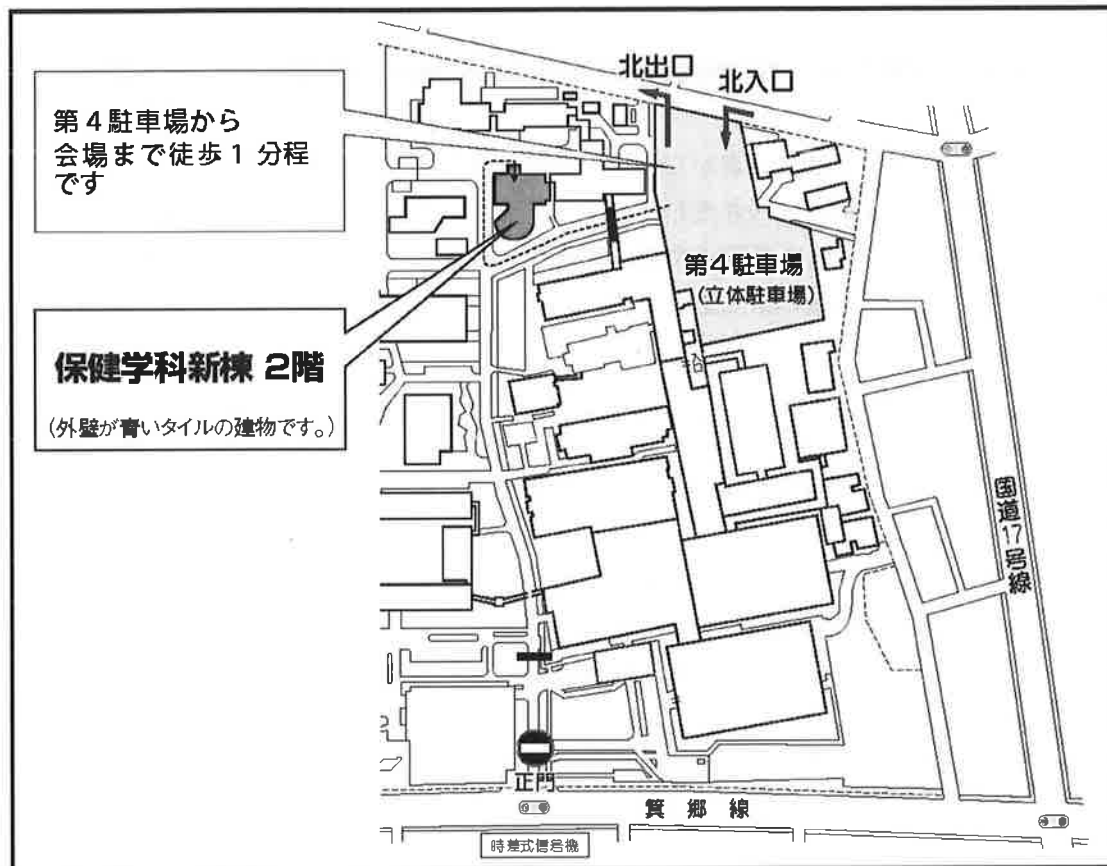 北出口
北入口
第4駐車場から
会場まで徒歩1分程
です
第4駐車場
(立体駐車場)
保健学科新棟 2階
(外壁が青いタイルの建物です。)
国道17号線
正門
箕郷線
時差式信号機